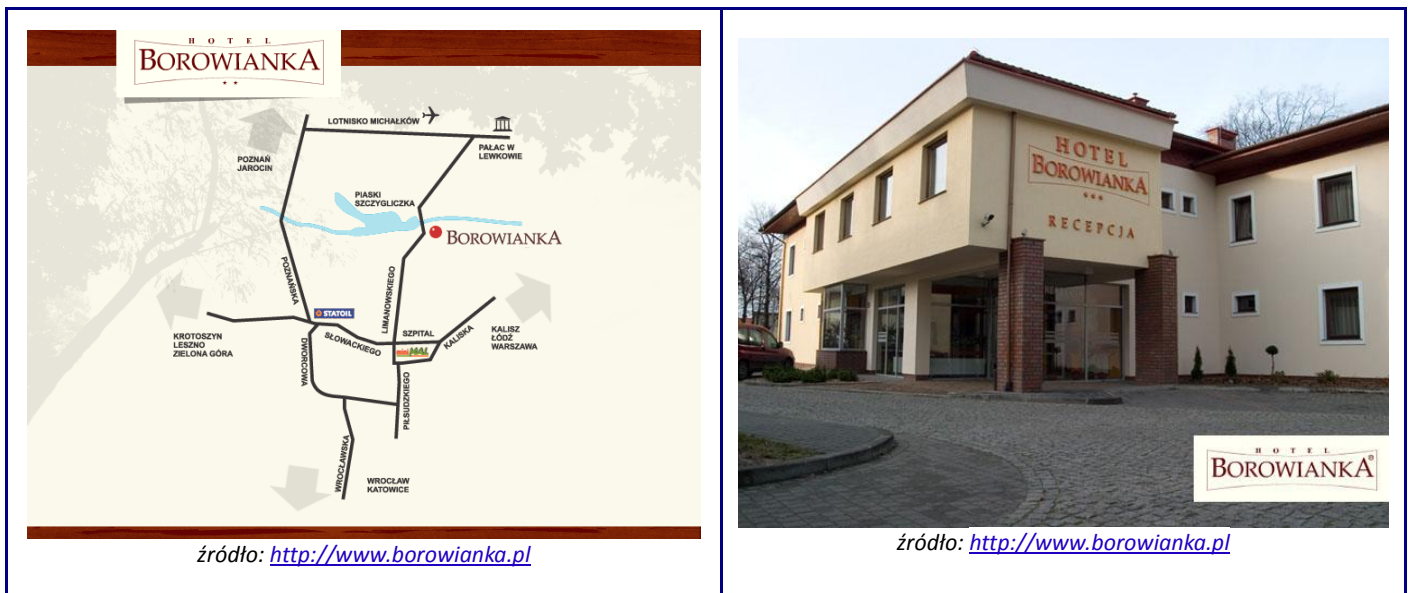 HOTEL
BOROWIANKA
LOTNISKO MICHAŁKÓW
PAŁAC W
LEWKOWIE
POZNAŃ
JAROCIN
PIASKI
SZCZYGLICZKA
BOROWIANKA
POZNAŃSKA
LIMANOWSKIEGO
STATOIL
KROTOSZYN
LESZNO
ZIELONA GÓRA
SŁOWACKIEGO
SZPITAL
miniMAL
KALISKA
KALISZ
ŁÓDŹ
WARSZAWA
DWORCOWA
PIŁSUDZKIEGO
WROCŁAWSKA
WROCŁAW
KATOWICE
źródło: http://www.borowianka.pl
HOTEL
BOROWIANKA
RECEPCJA
HOTEL
BOROWIANKA®
źródło: http://www.borowianka.pl